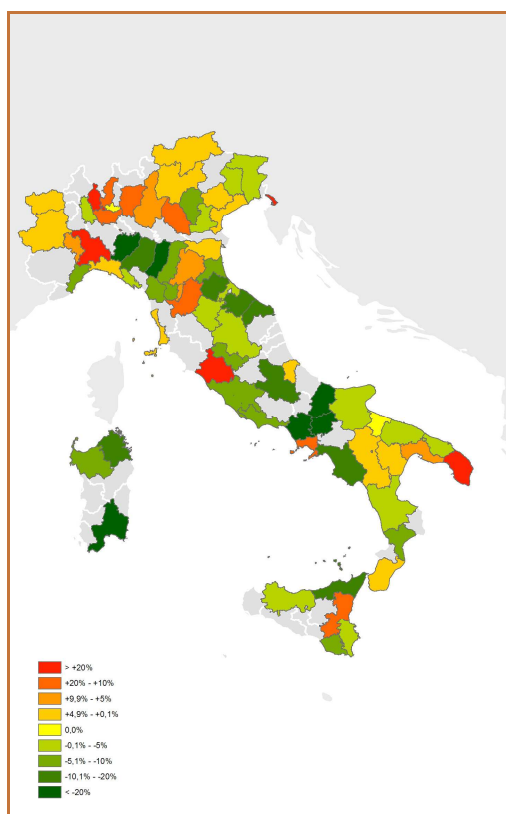 > +20%
+20% - +10%
+9,9% - +5%
+4,9% - +0,1%
0,0%
-0,1% - -5%
-5,1% - -10%
-10,1% - -20%
< -20%